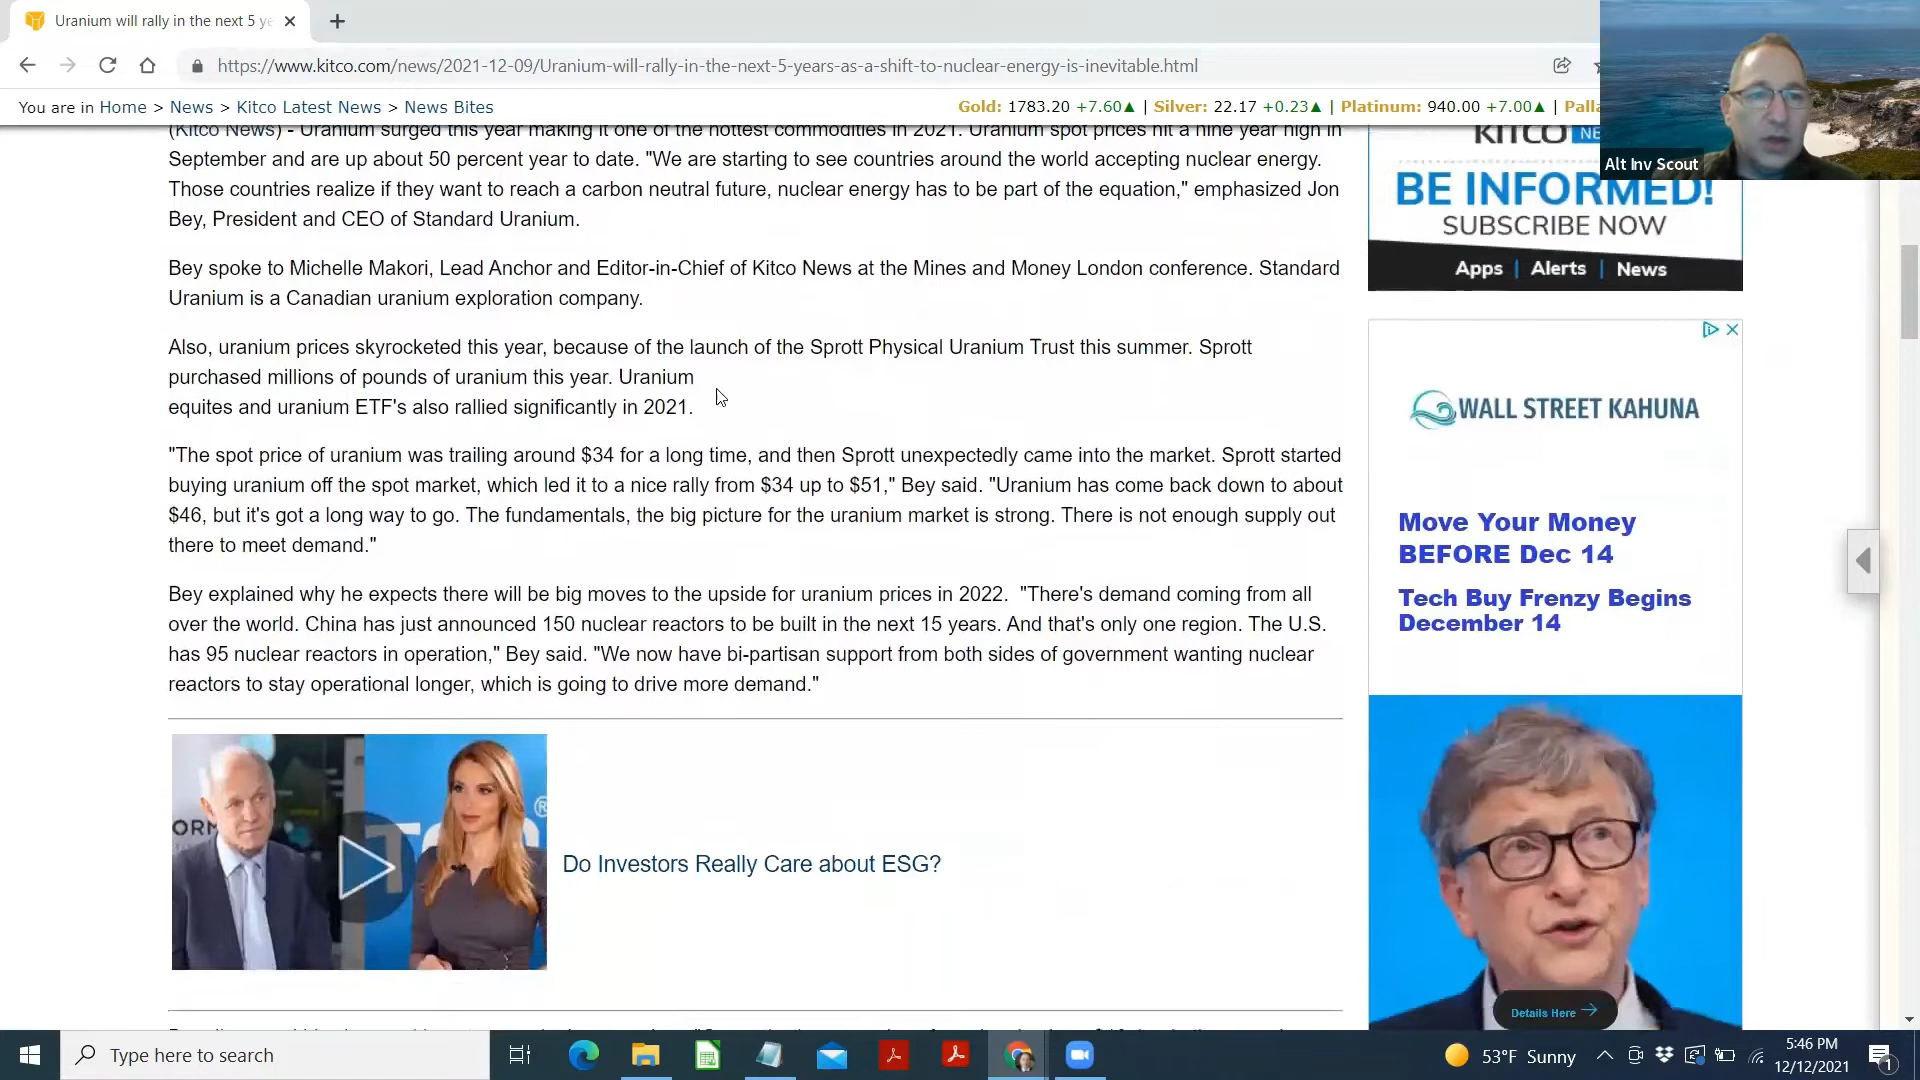 Uranium will rally in the next 5 ye
https://www.kitco.com/news/2021-12-09/Uranium-will-rally-in-the-next-5-years-as-a-shift-to-nuclear-energy-is-inevitable.html
You are in Home > News > Kitco Latest News > News Bites
Gold: 1783.20 +7.60▲ | Silver: 22.17 +0.23▲ | Platinum: 940.00 +7.00▲ | Palla
Alt Inv Scout
(Kitco News) - Uranium surged this year making it one of the hottest commodities in 2021. Uranium spot prices hit a nine year high in
September and are up about 50 percent year to date. "We are starting to see countries around the world accepting nuclear energy.
Those countries realize if they want to reach a carbon neutral future, nuclear energy has to be part of the equation," emphasized Jon
Bey, President and CEO of Standard Uranium.
Bey spoke to Michelle Makori, Lead Anchor and Editor-in-Chief of Kitco News at the Mines and Money London conference. Standard
Uranium is a Canadian uranium exploration company.
Also, uranium prices skyrocketed this year, because of the launch of the Sprott Physical Uranium Trust this summer. Sprott
purchased millions of pounds of uranium this year. Uranium
equites and uranium ETF's also rallied significantly in 2021.
"The spot price of uranium was trailing around $34 for a long time, and then Sprott unexpectedly came into the market. Sprott started
buying uranium off the spot market, which led it to a nice rally from $34 up to $51," Bey said. "Uranium has come back down to about
$46, but it's got a long way to go. The fundamentals, the big picture for the uranium market is strong. There is not enough supply out
there to meet demand."
Bey explained why he expects there will be big moves to the upside for uranium prices in 2022. "There's demand coming from all
over the world. China has just announced 150 nuclear reactors to be built in the next 15 years. And that's only one region. The U.S.
has 95 nuclear reactors in operation," Bey said. "We now have bi-partisan support from both sides of government wanting nuclear
reactors to stay operational longer, which is going to drive more demand."
ORM
Do Investors Really Care about ESG?
KITCO NE
BE INFORMED!
SUBSCRIBE NOW
Apps | Alerts | News
WALL STREET KAHUNA
Move Your Money
BEFORE Dec 14
Tech Buy Frenzy Begins
December 14
Details Here
Type here to search
53°F Sunny
5:46 PM
12/12/2021
1